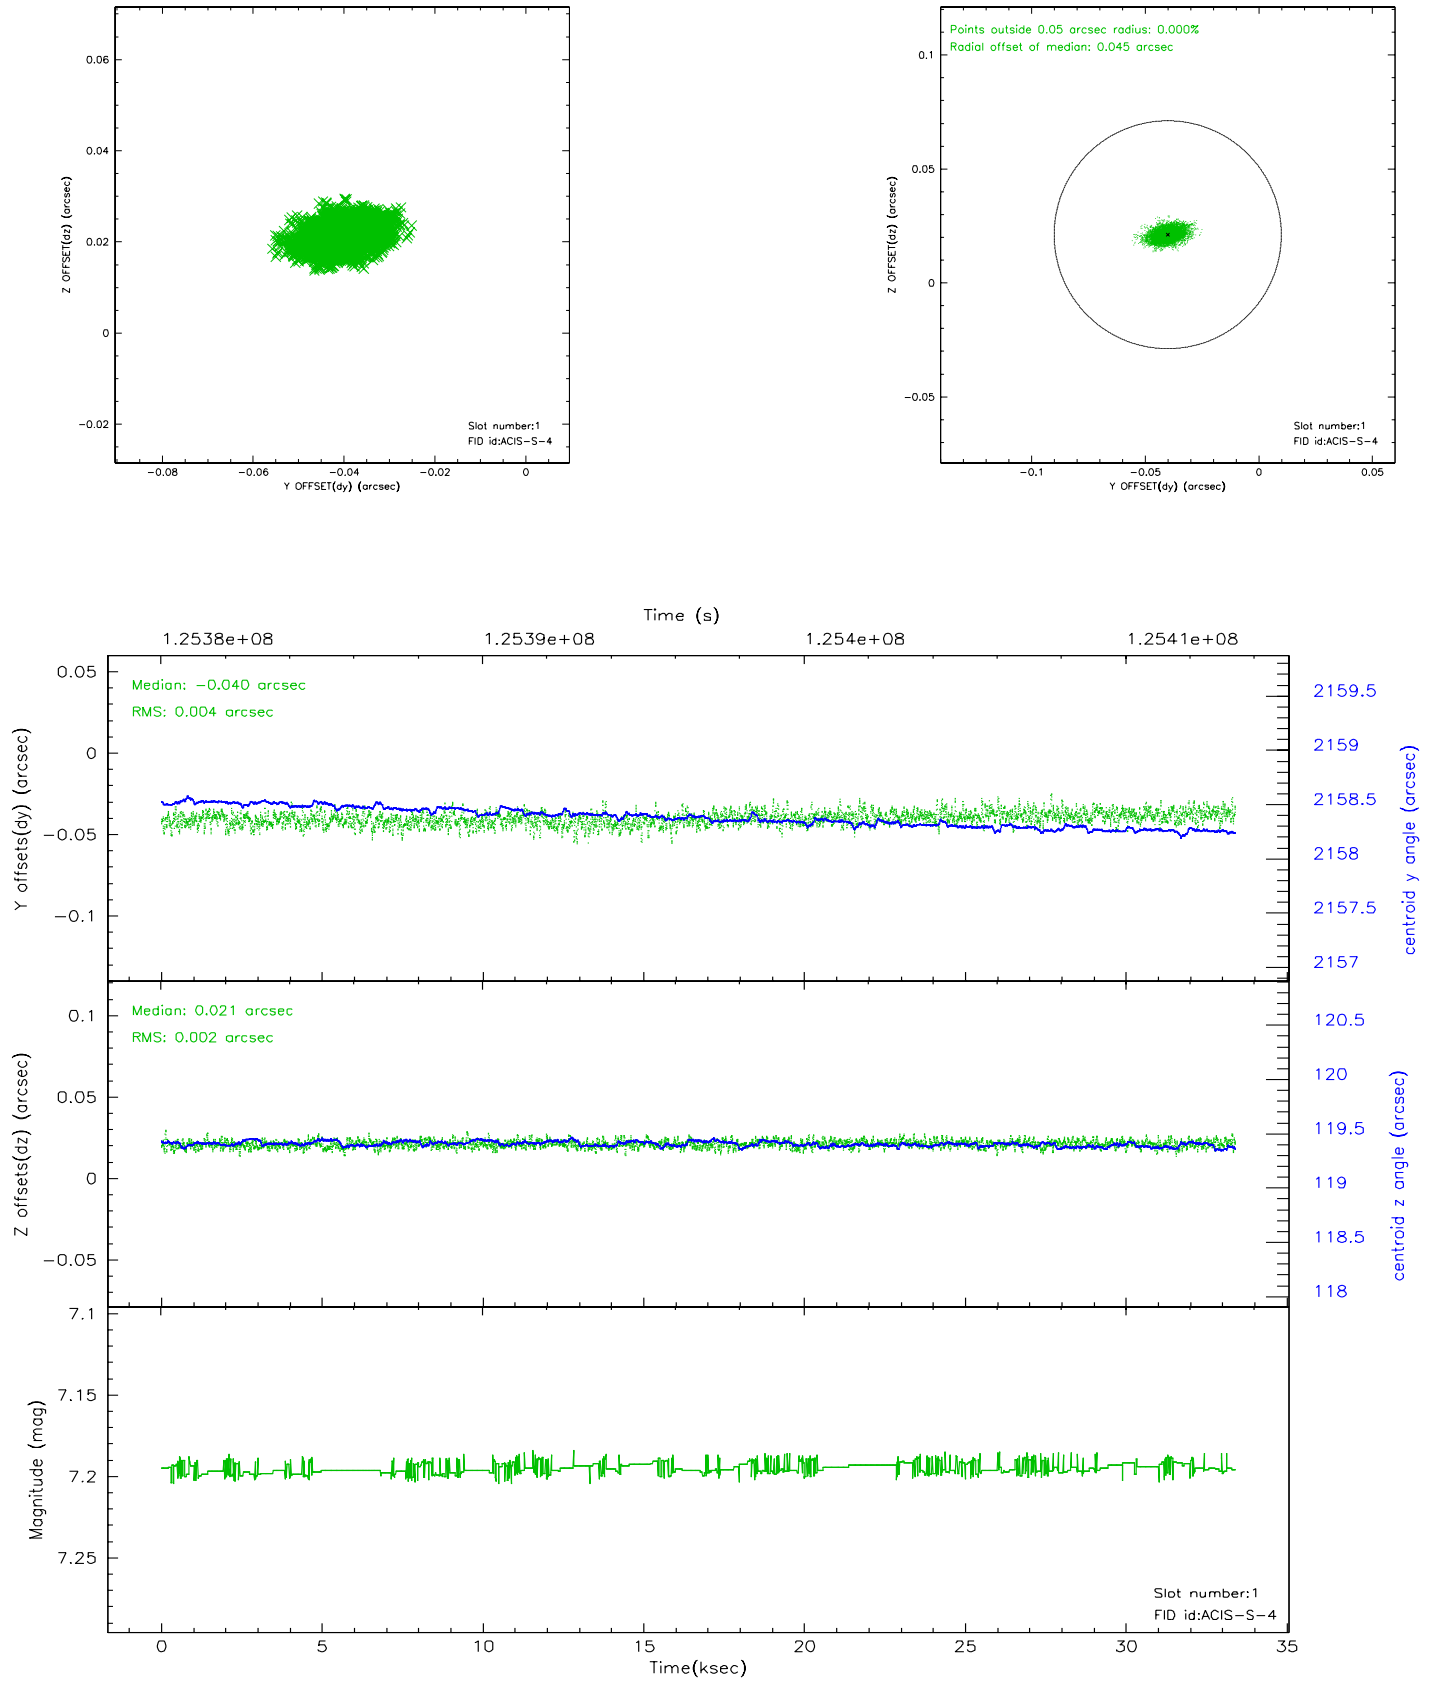 0.06
0.04
0.02
0
−0.02
Z OFFSET(dz) (arcsec)
Slot number:1
FID id:ACIS−S−4
−0.08 −0.06 −0.04 −0.02 0
Y OFFSET(dy) (arcsec)
Points outside 0.05 arcsec radius: 0.000%
Radial offset of median: 0.045 arcsec
0.1
0.05
0
−0.05
Z OFFSET(dz) (arcsec)
Slot number:1
FID id:ACIS−S−4
−0.1 −0.05 0 0.05
Y OFFSET(dy) (arcsec)
Time (s)
1.2538e+08 1.2539e+08 1.254e+08 1.2541e+08
Median: −0.040 arcsec
RMS: 0.004 arcsec
0.05
0
−0.05
−0.1
Y offsets(dy) (arcsec)
2159.5
2159
2158.5
2158
2157.5
2157
centroid y angle (arcsec)
Median: 0.021 arcsec
RMS: 0.002 arcsec
0.1
0.05
0
−0.05
Z offsets(dz) (arcsec)
120.5
120
119.5
119
118.5
118
centroid z angle (arcsec)
7.1
7.15
7.2
7.25
Magnitude (mag)
Slot number:1
FID id:ACIS−S−4
0 5 10 15 20 25 30 35
Time(ksec)